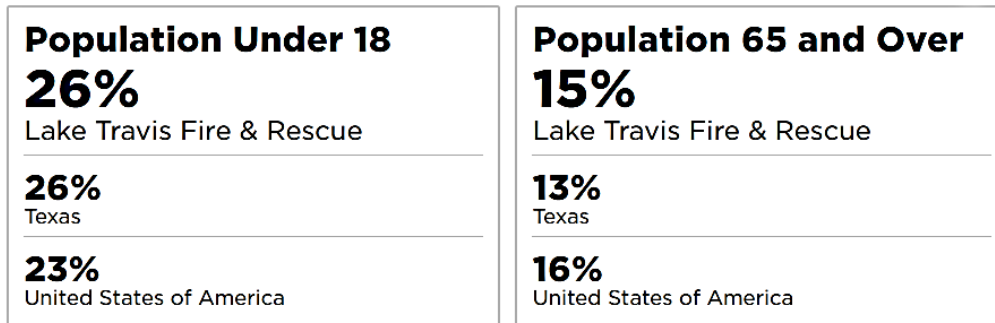 Population Under 18
26%
Lake Travis Fire & Rescue
26%
Texas
23%
United States of America
Population 65 and Over
15%
Lake Travis Fire & Rescue
13%
Texas
16%
United States of America